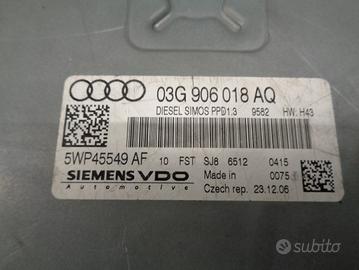 03G 906 018 AQ
DIESEL SIMOS PPD1.3 9582 HW: H43
5WP45549 AF 10 FST SJ8 6512 0415
SIEMENS VDO Made in 0075
Automotive Czech rep. 23.12.06
subito